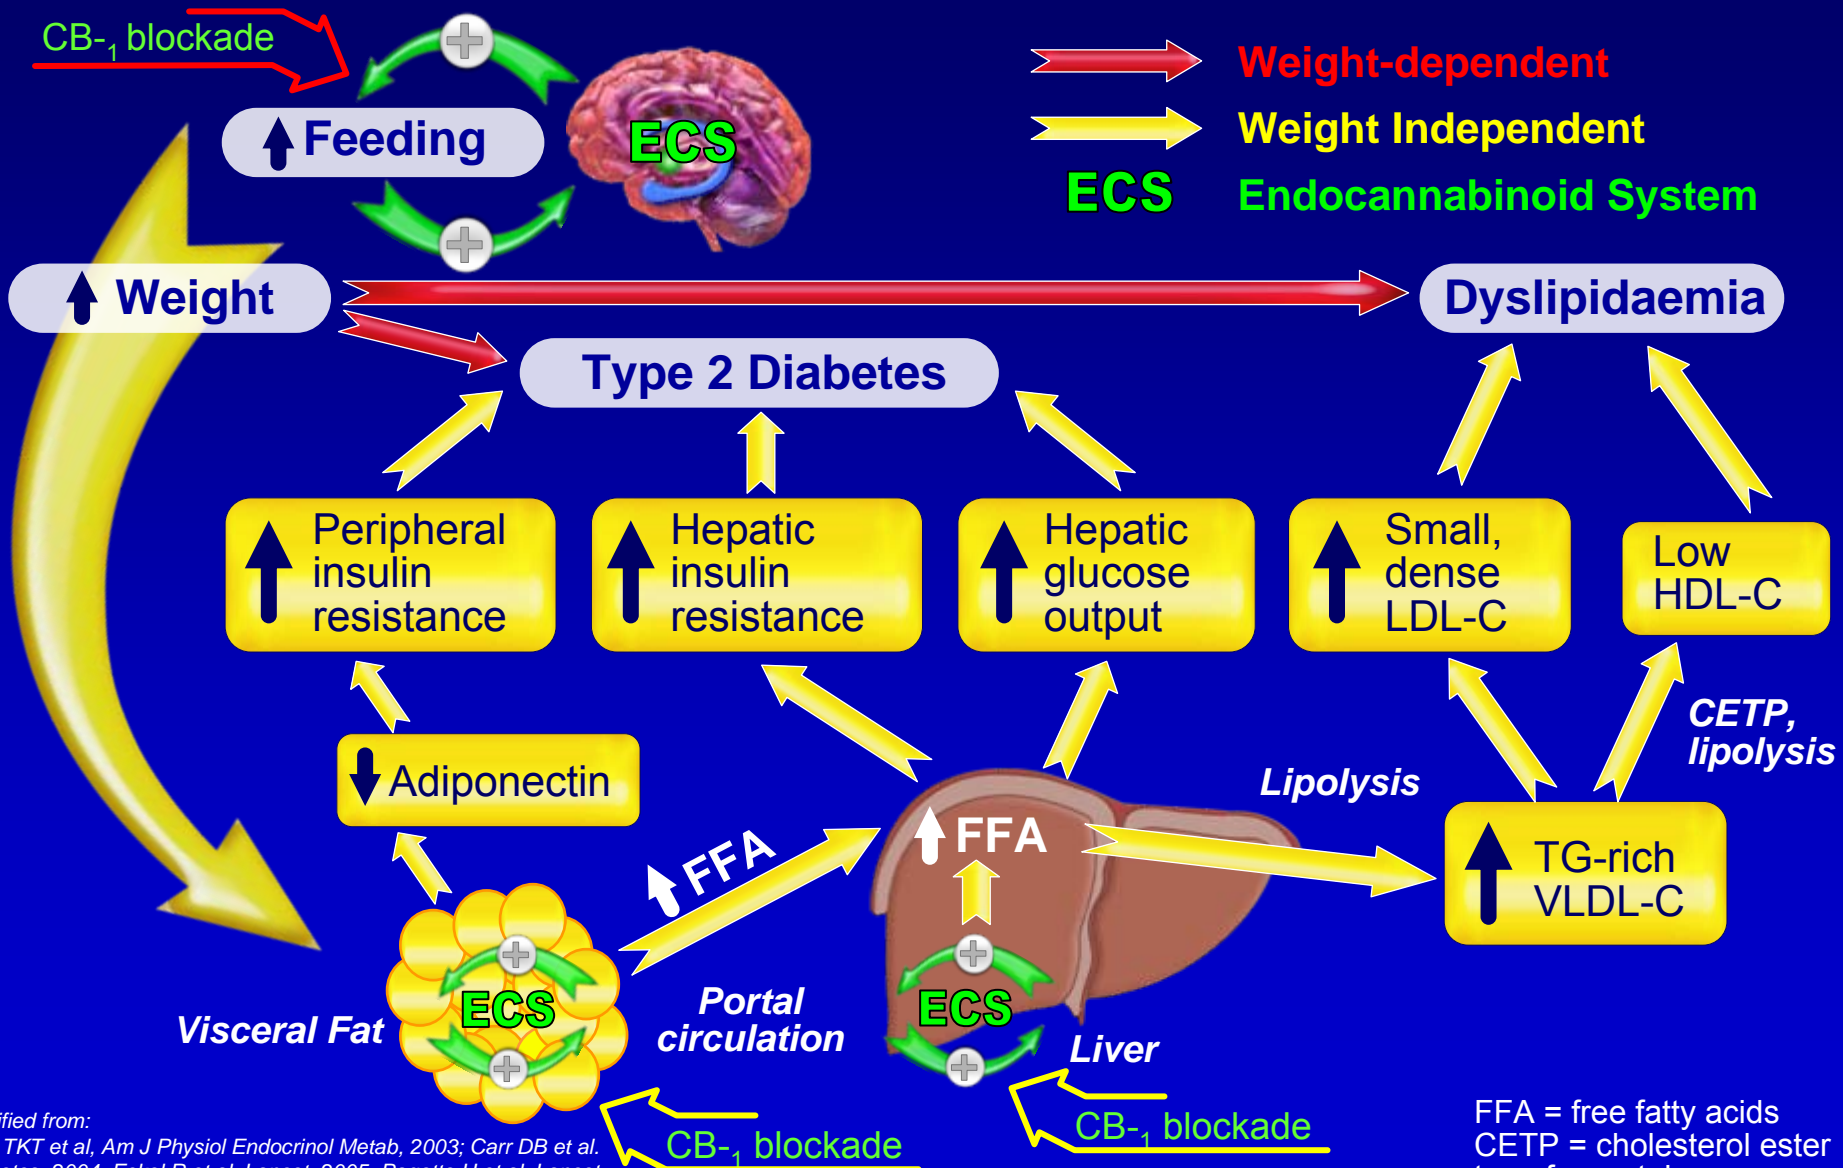 CB-1 blockade
Feeding
ECS
Weight-dependent
Weight Independent
ECS Endocannabinoid System
Weight
Dyslipidaemia
Type 2 Diabetes
Peripheral
insulin
resistance
Hepatic
insulin
resistance
Hepatic
glucose
output
Small,
dense
LDL-C
Low
HDL-C
CETP,
lipolysis
Adiponectin
Lipolysis
FFA
FFA
TG-rich
VLDL-C
ECS
ECS
Visceral Fat
Portal
circulation
Liver
CB-1 blockade
CB-1 blockade
ified from:
TKT et al, Am J Physiol Endocrinol Metab, 2003; Carr DB et al.
FFA = free fatty acids
CETP = cholesterol ester